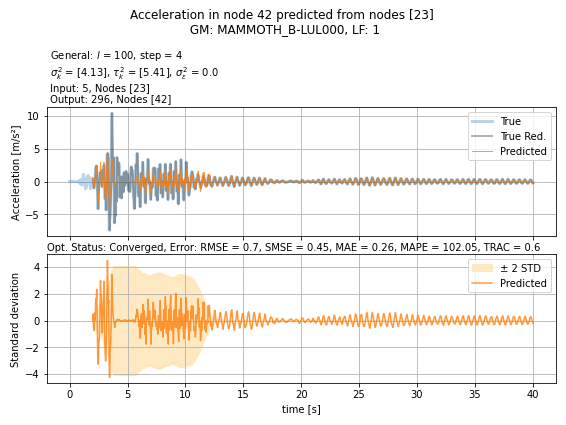 Acceleration in node 42 predicted from nodes [23]
GM: MAMMOTH_B-LUL000, LF: 1
General: l = 100, step = 4
σ²ₖ = [4.13], τ²ₖ = [5.41], σ²ε = 0.0
Input: 5, Nodes [23]
Output: 296, Nodes [42]
Acceleration [m/s²]
10
5
0
−5
True
True Red.
Predicted
Opt. Status: Converged, Error: RMSE = 0.7, SMSE = 0.45, MAE = 0.26, MAPE = 102.05, TRAC = 0.6
Standard deviation
4
2
0
−2
−4
± 2 STD
Predicted
0 5 10 15 20 25 30 35 40
time [s]